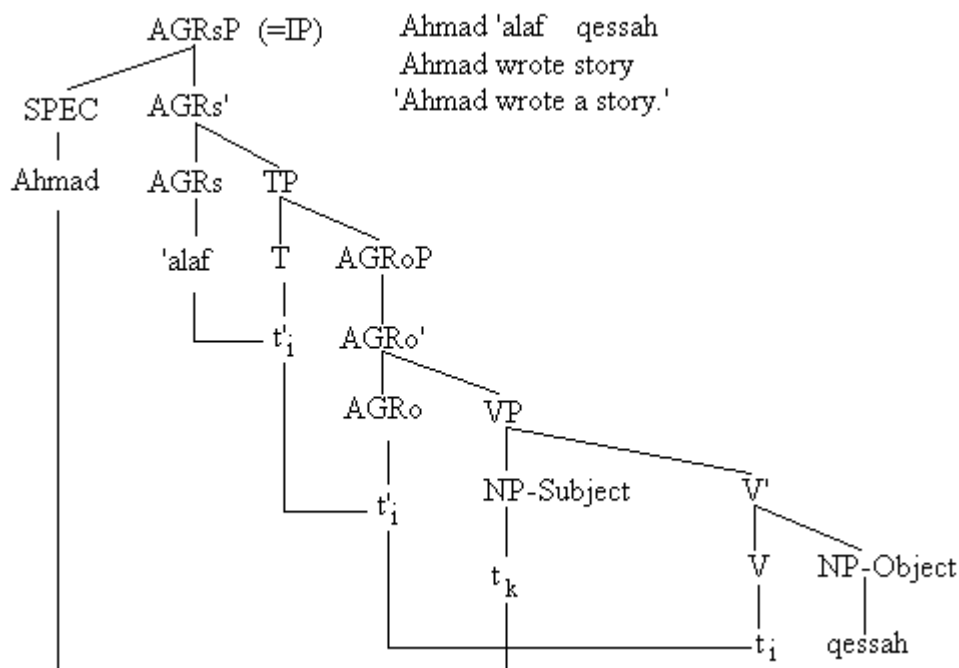 AGRsP (=IP) Ahmad 'alaf qessah
Ahmad wrote story
SPEC AGRs' 'Ahmad wrote a story.'
Ahmad AGRs TP
'alaf T AGRoP
t'i AGRo'
AGRo VP
t'i NP-Subject V'
tk V NP-Object
ti qessah